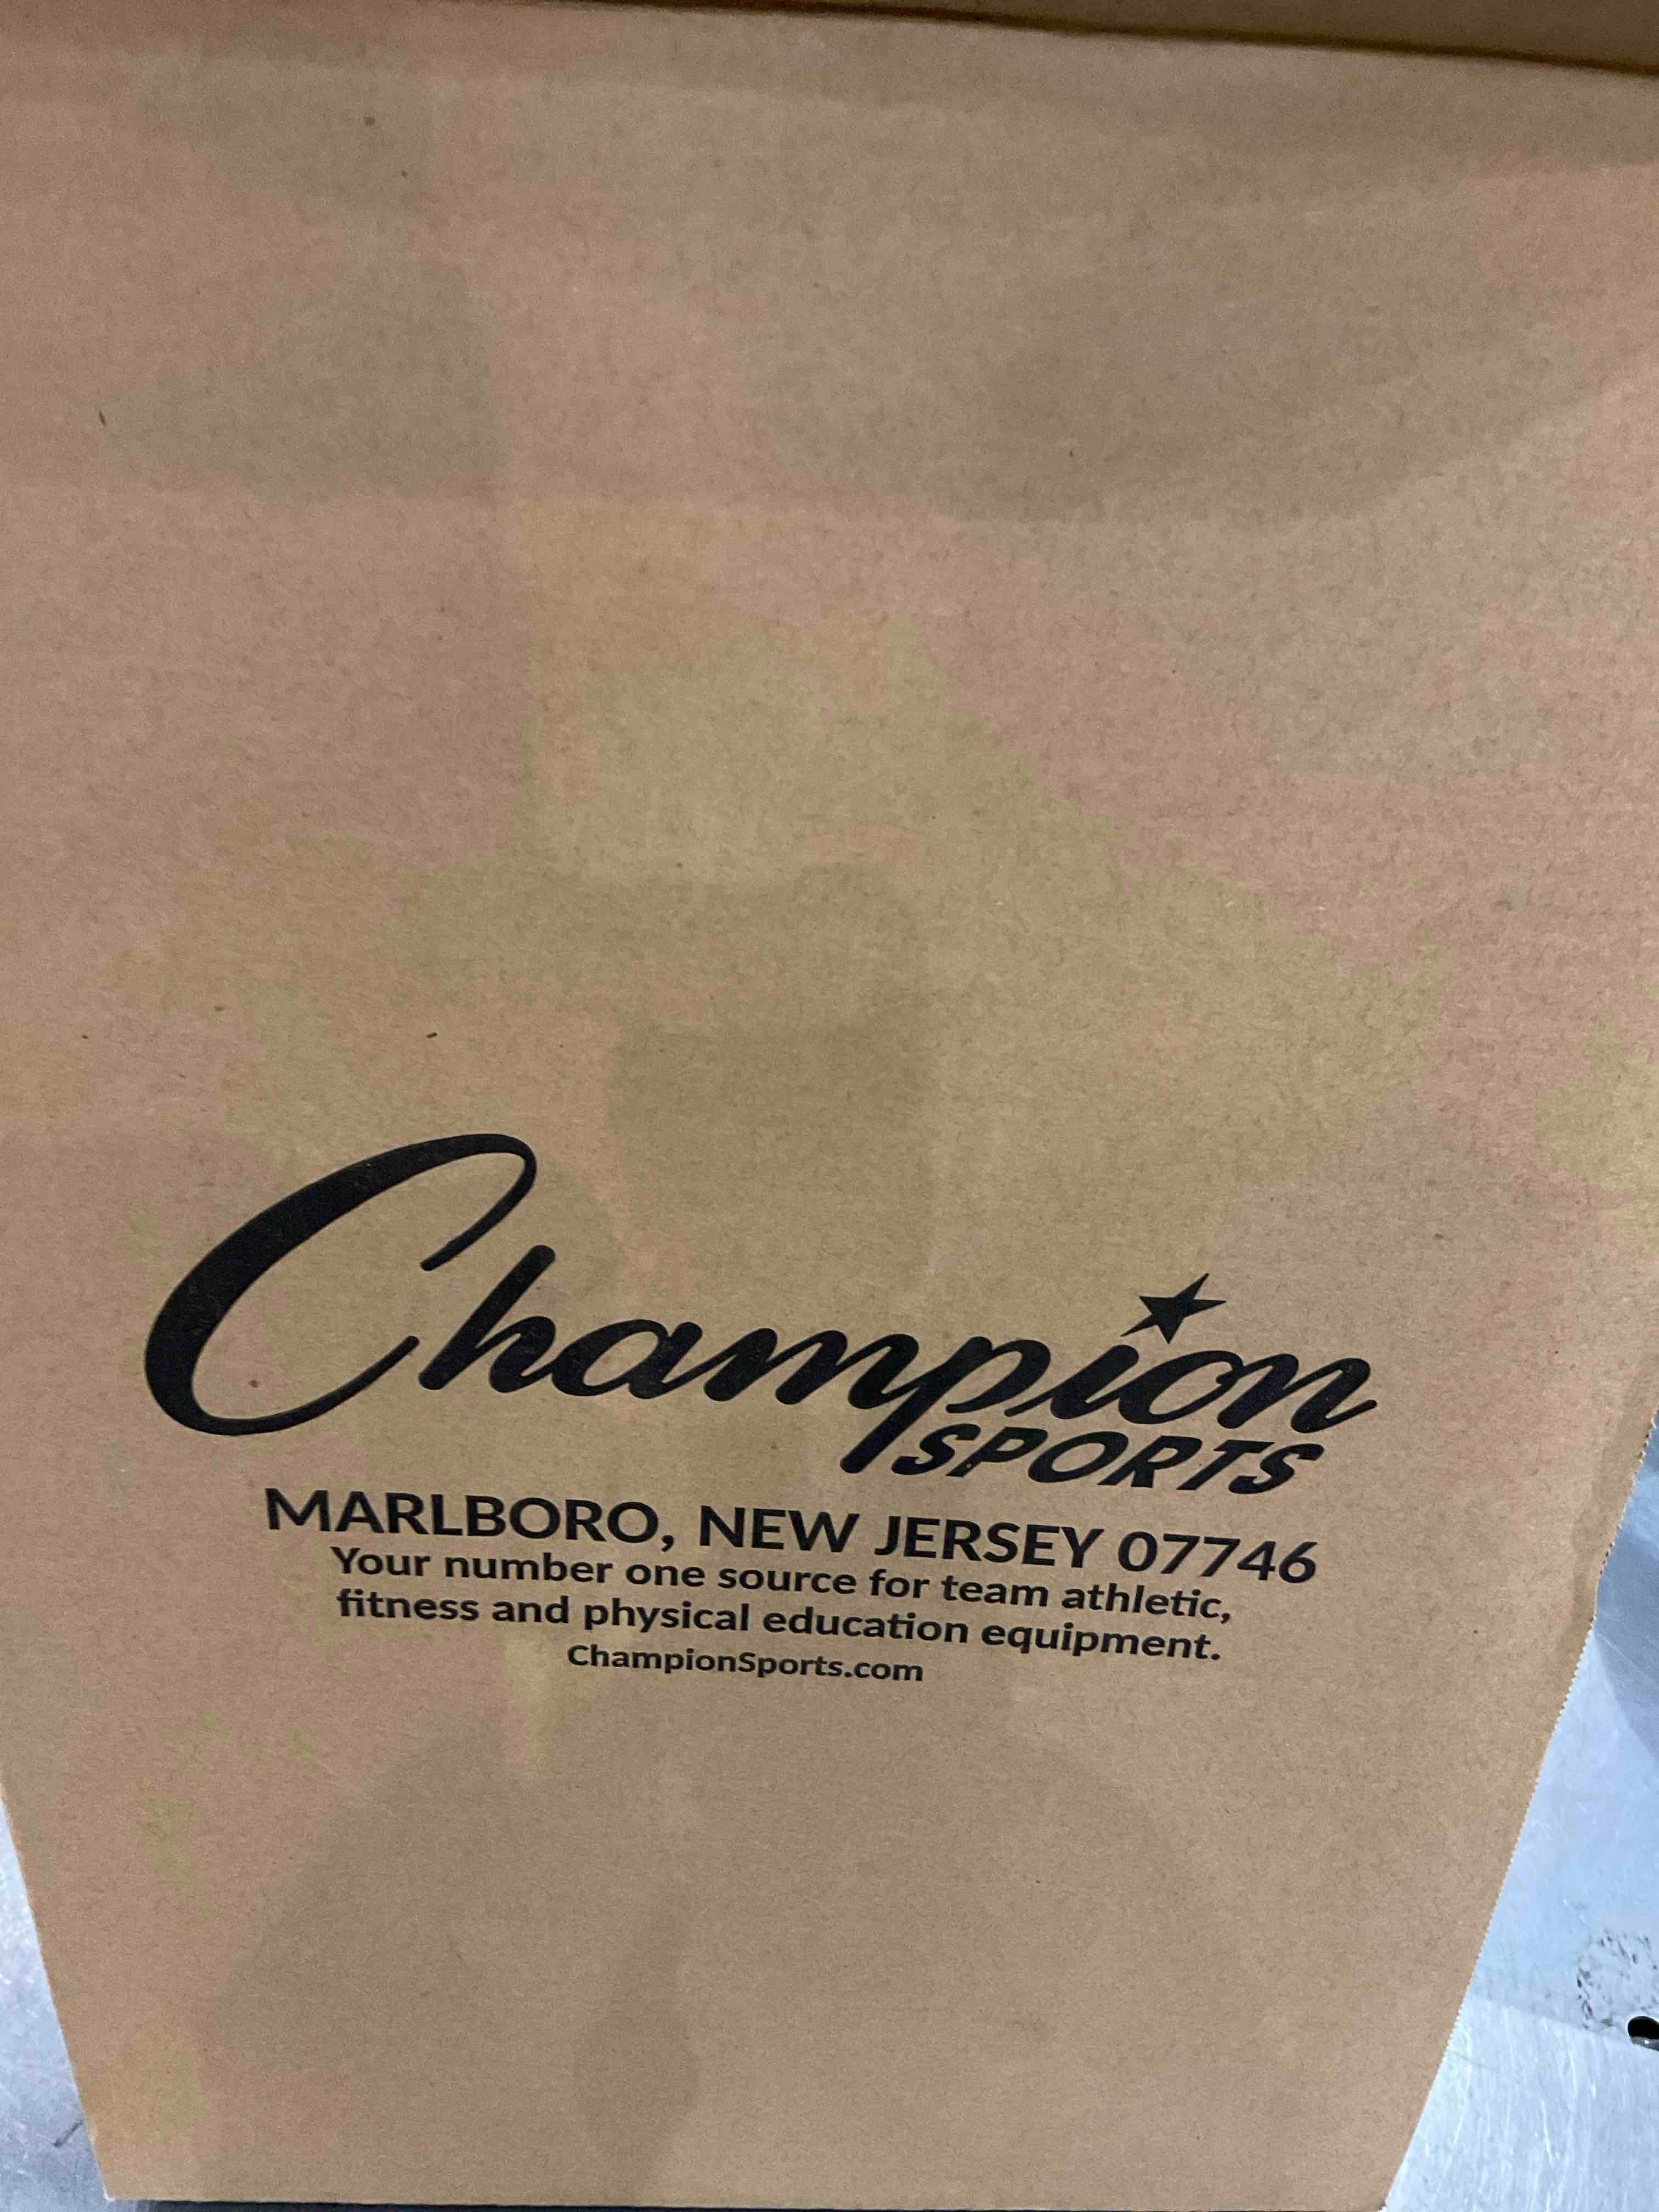 Champion
SPORTS
MARLBORO, NEW JERSEY 07746
Your number one source for team athletic,
fitness and physical education equipment.
ChampionSports.com